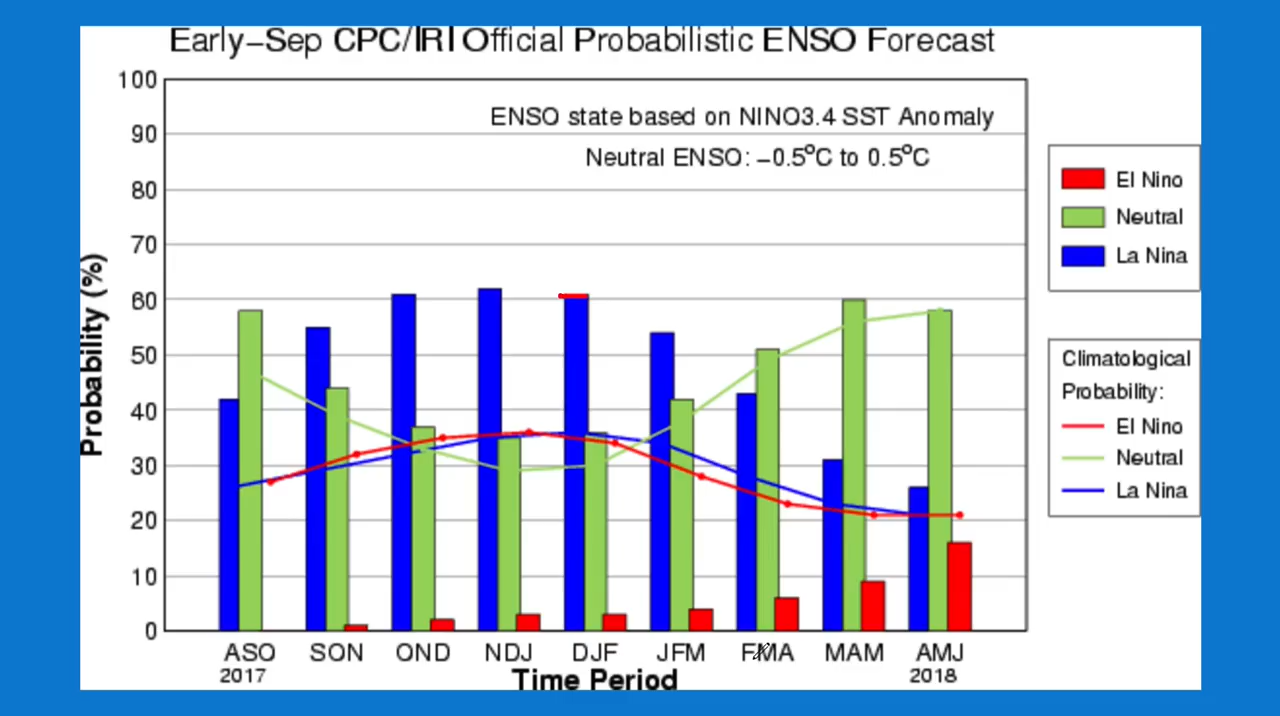 Early-Sep CPC/IRI Official Probabilistic ENSO Forecast
ENSO state based on NINO3.4 SST Anomaly
Neutral ENSO: -0.5°C to 0.5°C
Probability (%)
100
90
80
70
60
50
40
30
20
10
0
ASO SON OND NDJ DJF JFM FMA MAM AMJ
2017 2018
Time Period
El Nino
Neutral
La Nina
Climatological
Probability:
El Nino
Neutral
La Nina